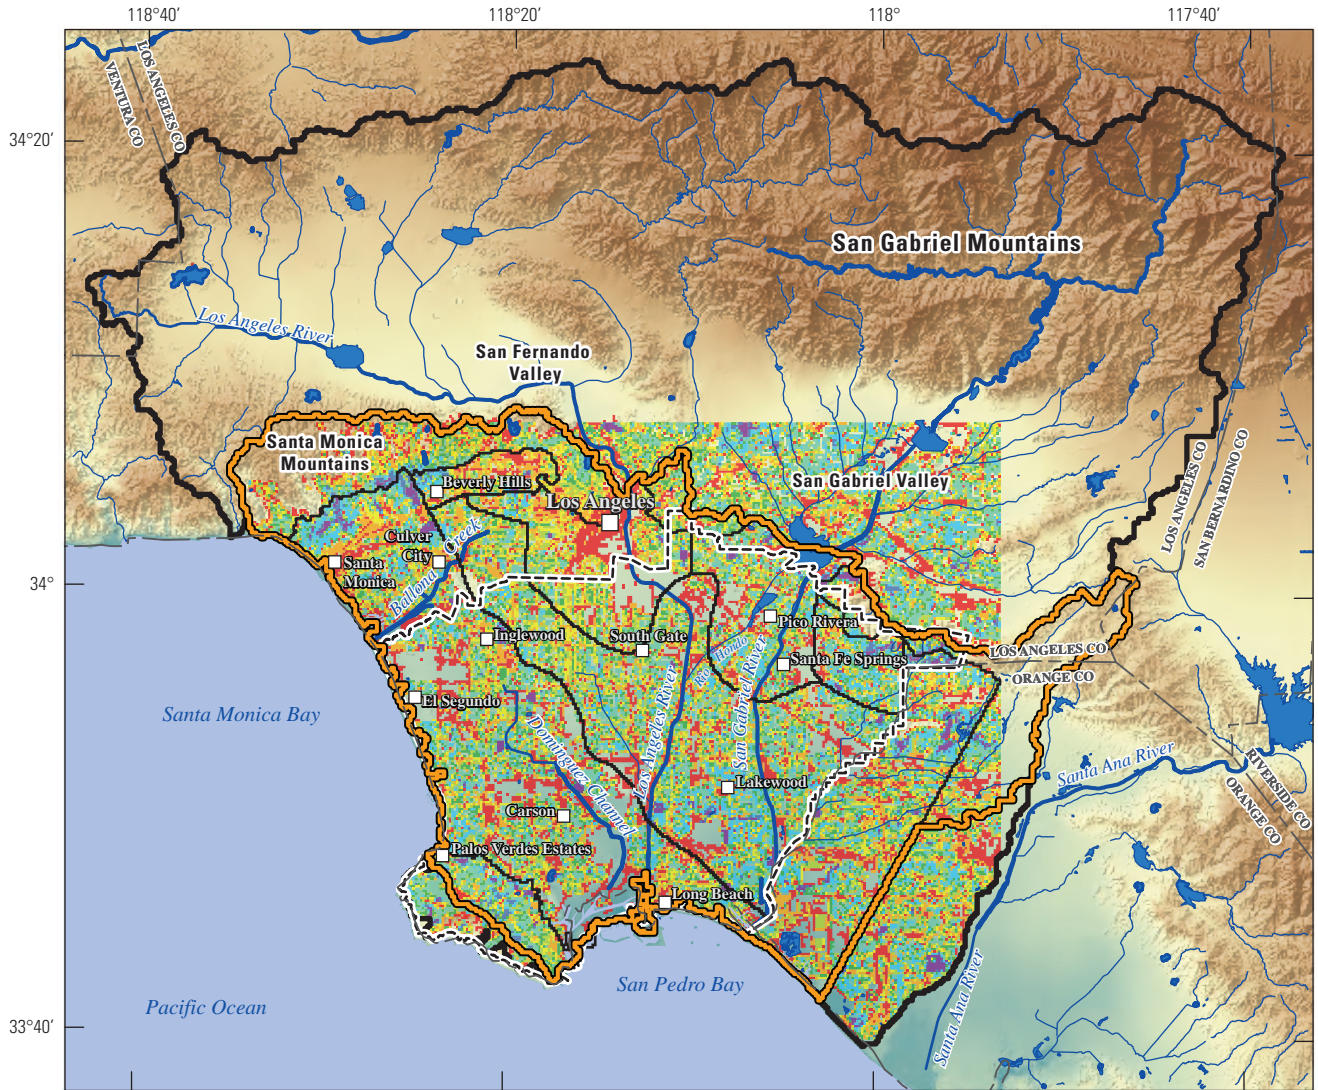 118°40′
118°20′
118°
117°40′
34°20′
34°
33°40′
VENTURA CO
LOS ANGELES CO
San Gabriel Mountains
Los Angeles River
San Fernando
Valley
Santa Monica
Mountains
Beverly Hills
Los Angeles
San Gabriel Valley
LOS ANGELES CO
SAN BERNARDINO CO
Culver
City
Santa
Monica
Ballona Creek
Inglewood
South Gate
Pico Rivera
Rio Hondo
Santa Fe Springs
LOS ANGELES CO
ORANGE CO
El Segundo
Santa Monica Bay
Dominguez Channel
Los Angeles River
San Gabriel River
Lakewood
Santa Ana River
RIVERSIDE CO
ORANGE CO
Carson
Palos Verdes Estates
Long Beach
San Pedro Bay
Pacific Ocean
Santa Ana River